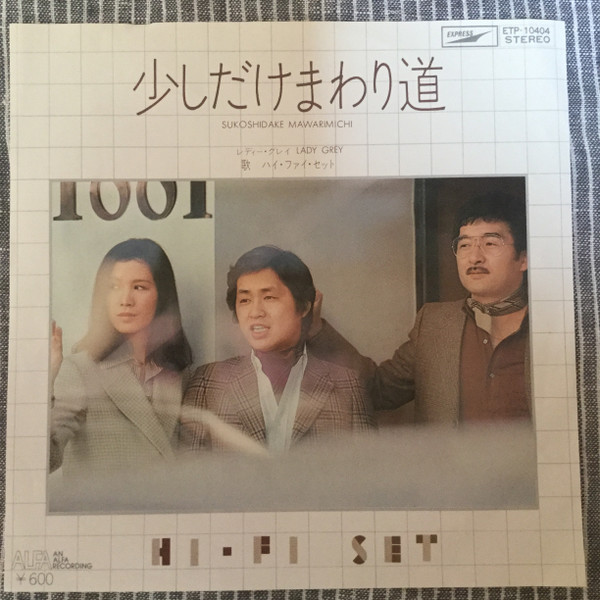 EXPRESS
ETP-10404
STEREO
少しだけまわり道
SUKOSHIDAKE MAWARIMICHI
レディー・グレイ LADY GREY
歌 ハイ・ファイ・セット
1001
HI-FI SET
ALFA
AN
ALFA
RECORDING
¥600